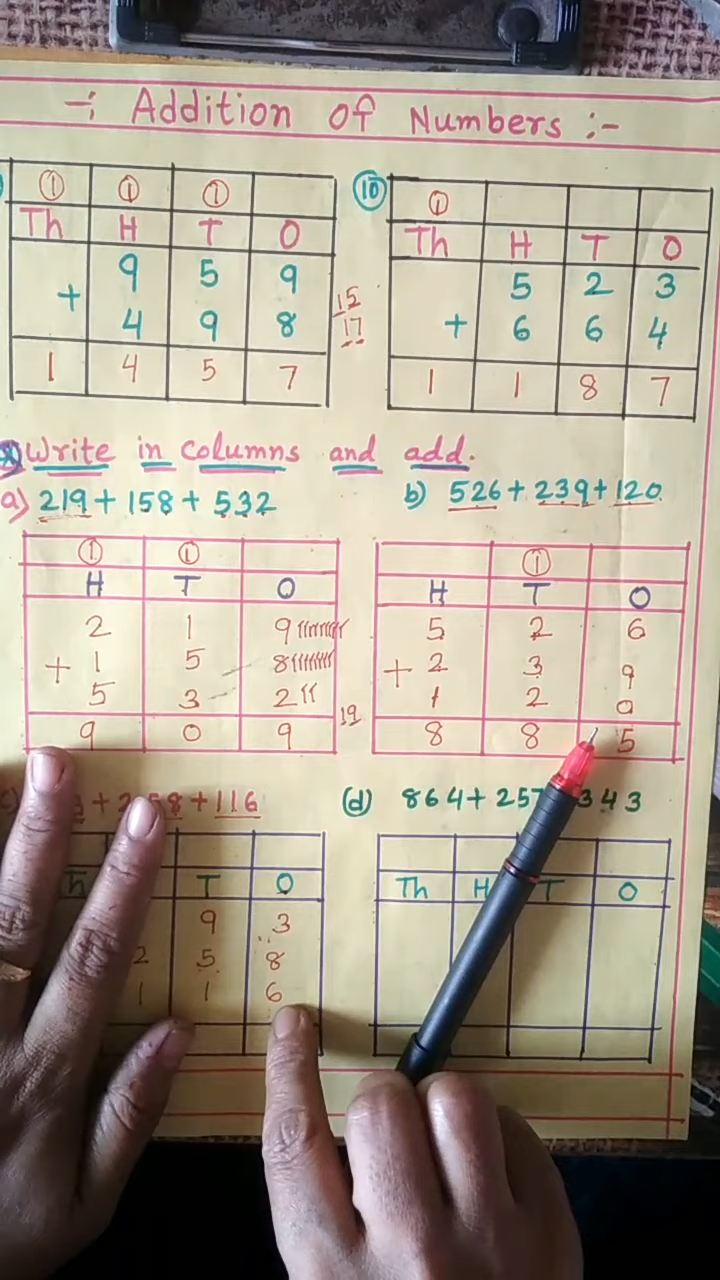 -: Addition of Numbers :-
① ① ①
Th H T O
9 5 9
+ 4 9 8
1 4 5 7
15
17
⑩
①
Th H T O
5 2 3
+ 6 6 4
1 1 8 7
Write in columns and add.
a) 219 + 158 + 532
① ①
H T O
2 1 9
+ 1 5 8
5 3 2
19
9 0 9
b) 526 + 239 + 120
①
H T O
5 2 6
+ 2 3 9
1 2 0
8 8 5
+ 116
T O
9 3
2 5 8
1 1 6
(d) 864 + 257 343
Th H T O